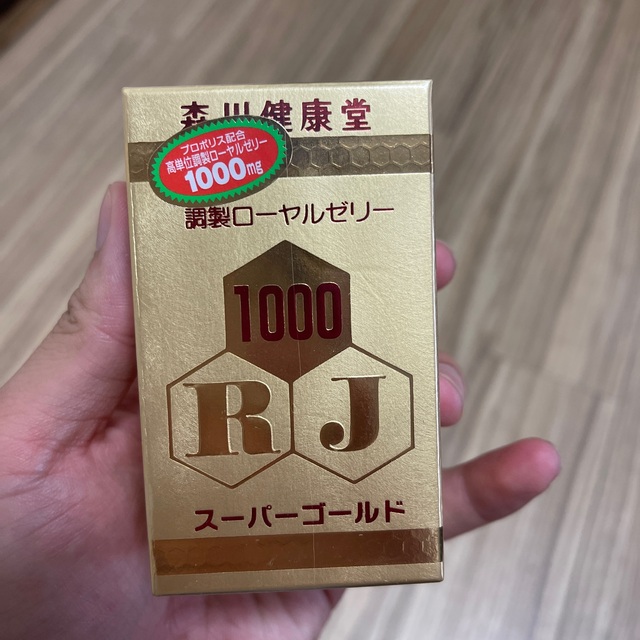 森川健康堂
プロポリス配合
高単位調製ローヤルゼリー
1000mg
調製ローヤルゼリー
1000
R J
スーパーゴールド